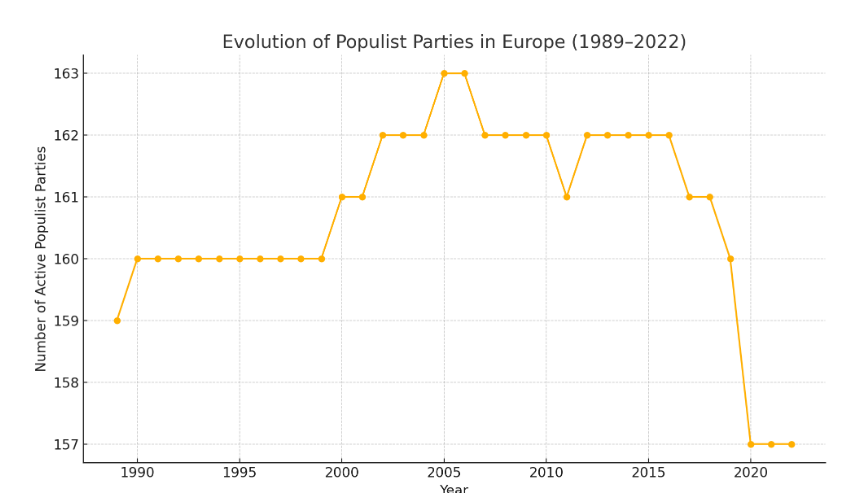 Evolution of Populist Parties in Europe (1989–2022)
Number of Active Populist Parties
163
162
161
160
159
158
157
1990 1995 2000 2005 2010 2015 2020
Year